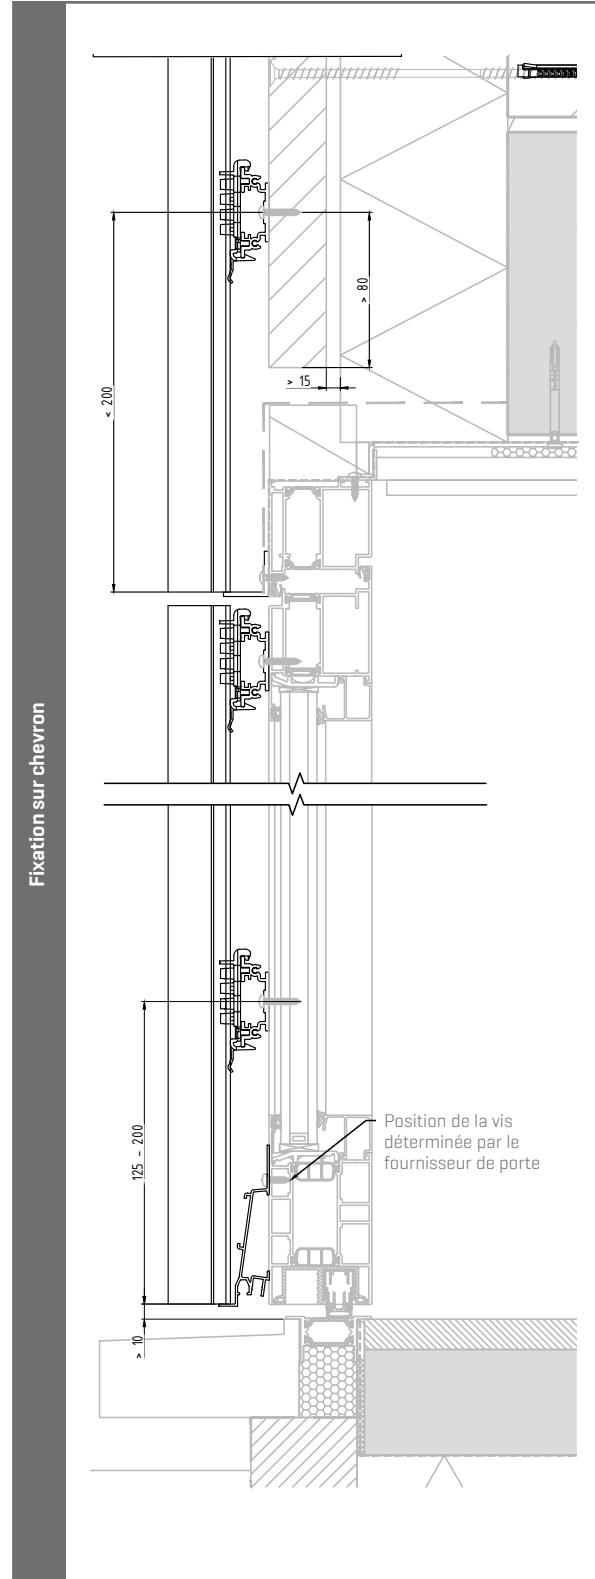 Fixation sur chevron
> 80
> 15
< 200
Position de la vis
déterminée par le
fournisseur de porte
125 - 200
> 10